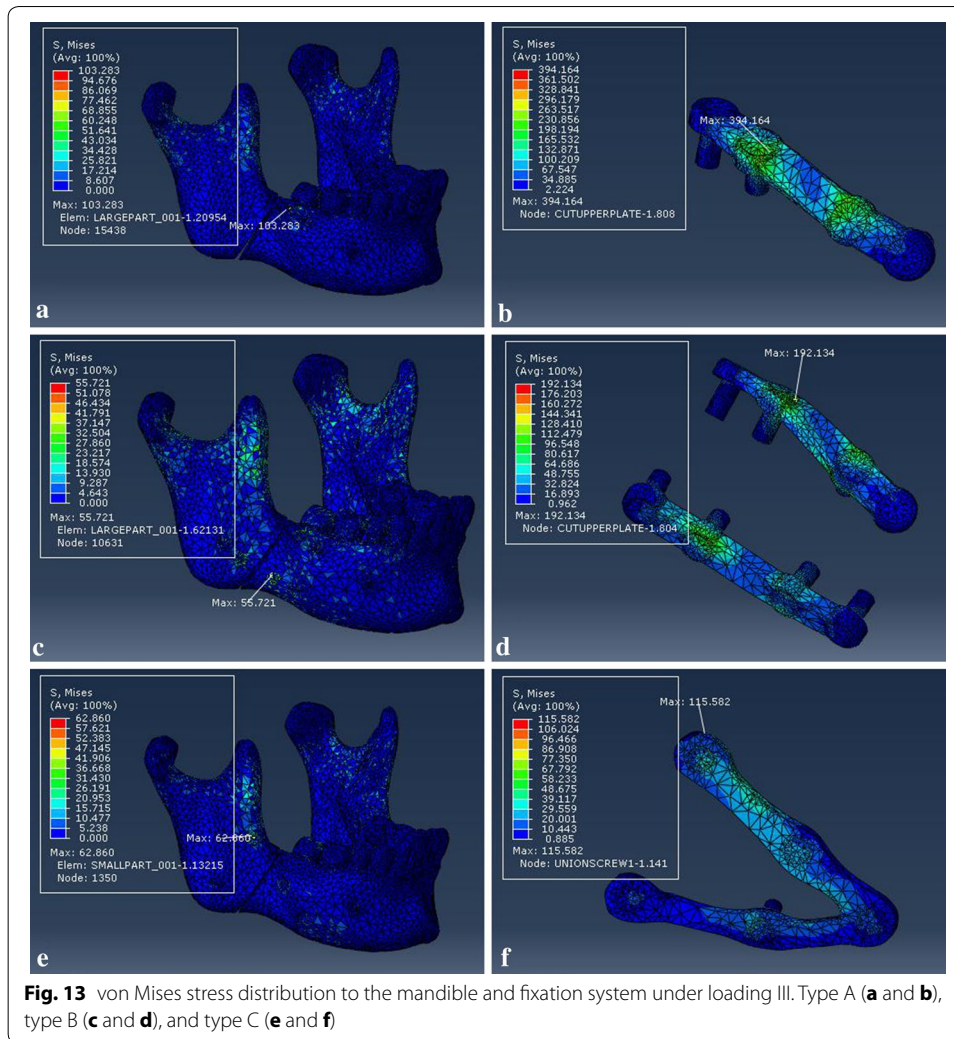 S, Mises
(Avg: 100%)
103.283
94.676
86.069
77.462
68.855
60.248
51.641
43.034
34.428
25.821
17.214
8.607
0.000
Max: 103.283
Elem: LARGEPART_001-1.20954
Node: 15438
Max: 103.283
a
S, Mises
(Avg: 100%)
394.164
361.502
328.841
296.179
263.517
230.856
198.194
165.532
132.871
100.209
67.547
34.885
2.224
Max: 394.164
Node: CUTUPPERPLATE-1.808
Max: 394.164
b
S, Mises
(Avg: 100%)
55.721
51.078
46.434
41.791
37.147
32.504
27.860
23.217
18.574
13.930
9.287
4.643
0.000
Max: 55.721
Elem: LARGEPART_001-1.62131
Node: 10631
Max: 55.721
c
S, Mises
(Avg: 100%)
192.134
176.203
160.272
144.341
128.410
112.479
96.548
80.617
64.686
48.755
32.824
16.893
0.962
Max: 192.134
Node: CUTUPPERPLATE-1.804
Max: 192.134
d
S, Mises
(Avg: 100%)
62.860
57.621
52.383
47.145
41.906
36.668
31.430
26.191
20.953
15.715
10.477
5.238
0.000
Max: 62.860
Elem: SMALLPART_001-1.13215
Node: 1350
Max: 62.860
e
S, Mises
(Avg: 100%)
115.582
106.024
96.466
86.908
77.350
67.792
58.233
48.675
39.117
29.559
20.001
10.443
0.885
Max: 115.582
Node: UNIONSCREW1-1.141
Max: 115.582
f
Fig. 13 von Mises stress distribution to the mandible and fixation system under loading III. Type A (a and b),
type B (c and d), and type C (e and f)